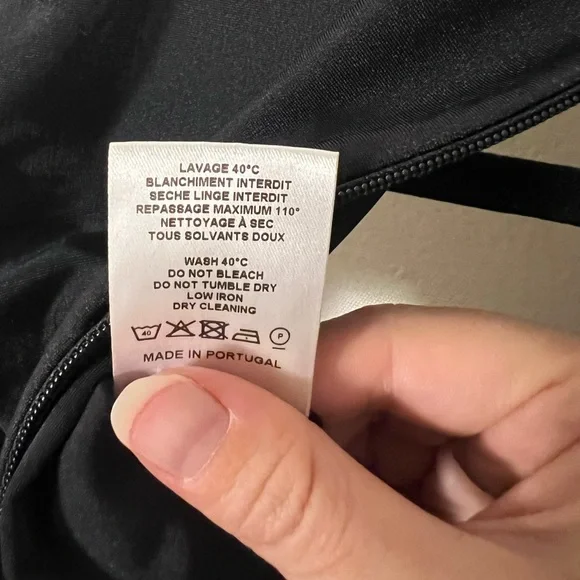 LAVAGE 40°C
BLANCHIMENT INTERDIT
SECHE LINGE INTERDIT
REPASSAGE MAXIMUM 110°
NETTOYAGE À SEC
TOUS SOLVANTS DOUX
WASH 40°C
DO NOT BLEACH
DO NOT TUMBLE DRY
LOW IRON
DRY CLEANING
40 P
MADE IN PORTUGAL